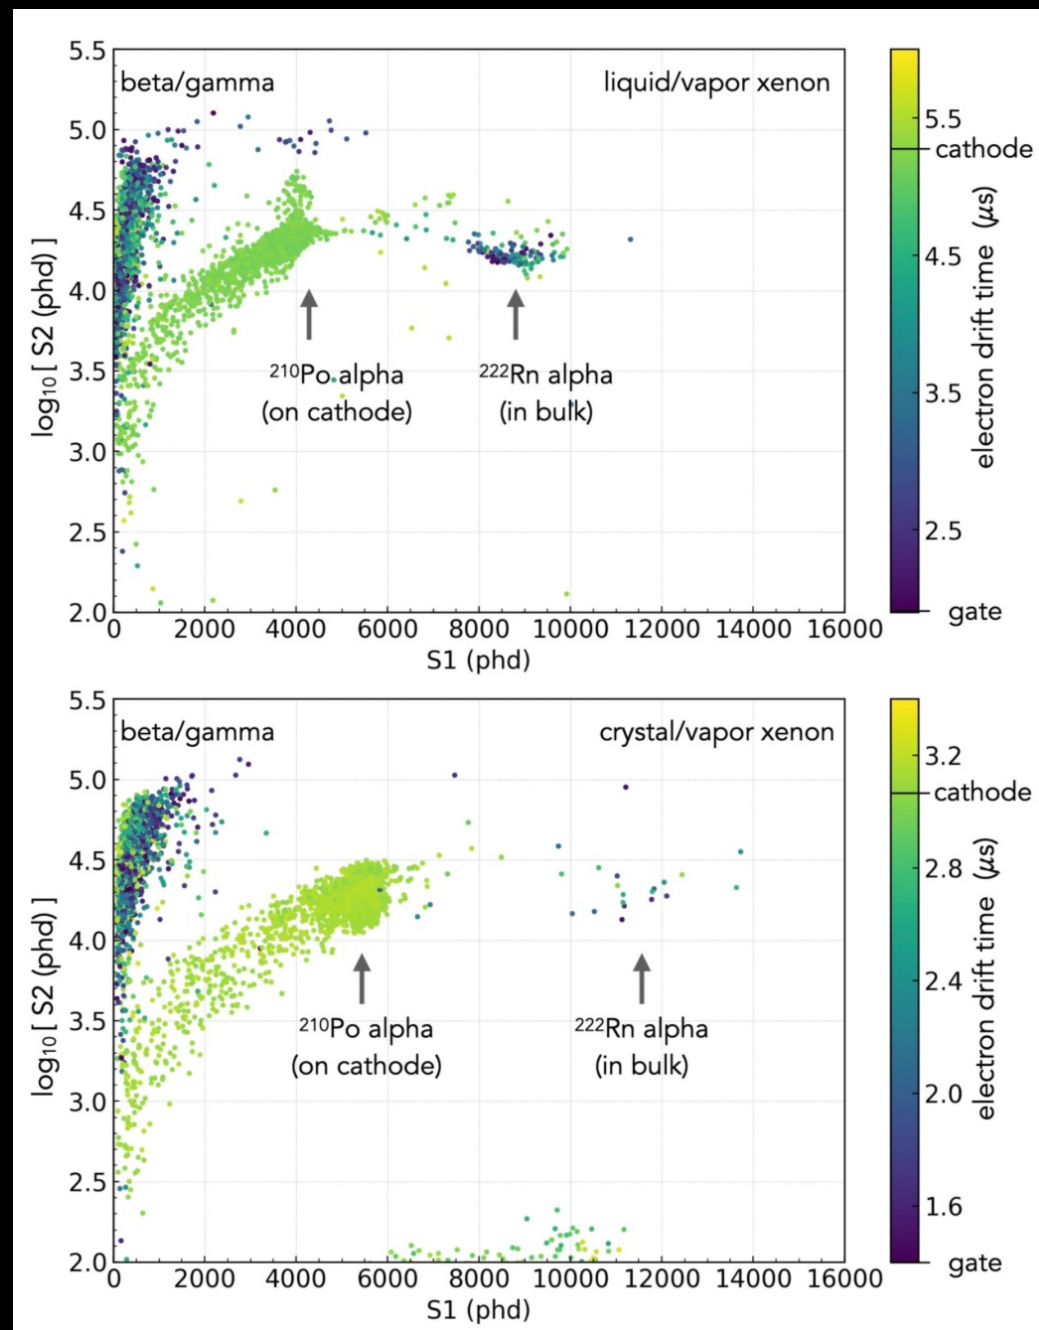 5.5
beta/gamma liquid/vapor xenon
5.0
4.5
4.0
3.5
3.0
2.5
2.0
log₁₀[ S2 (phd) ]
²¹⁰Po alpha
(on cathode)
²²²Rn alpha
(in bulk)
0 2000 4000 6000 8000 10000 12000 14000 16000
S1 (phd)
5.5
cathode
4.5
3.5
2.5
gate
electron drift time (μs)
5.5
beta/gamma crystal/vapor xenon
5.0
4.5
4.0
3.5
3.0
2.5
2.0
log₁₀[ S2 (phd) ]
²¹⁰Po alpha
(on cathode)
²²²Rn alpha
(in bulk)
0 2000 4000 6000 8000 10000 12000 14000 16000
S1 (phd)
3.2
cathode
2.8
2.4
2.0
1.6
gate
electron drift time (μs)